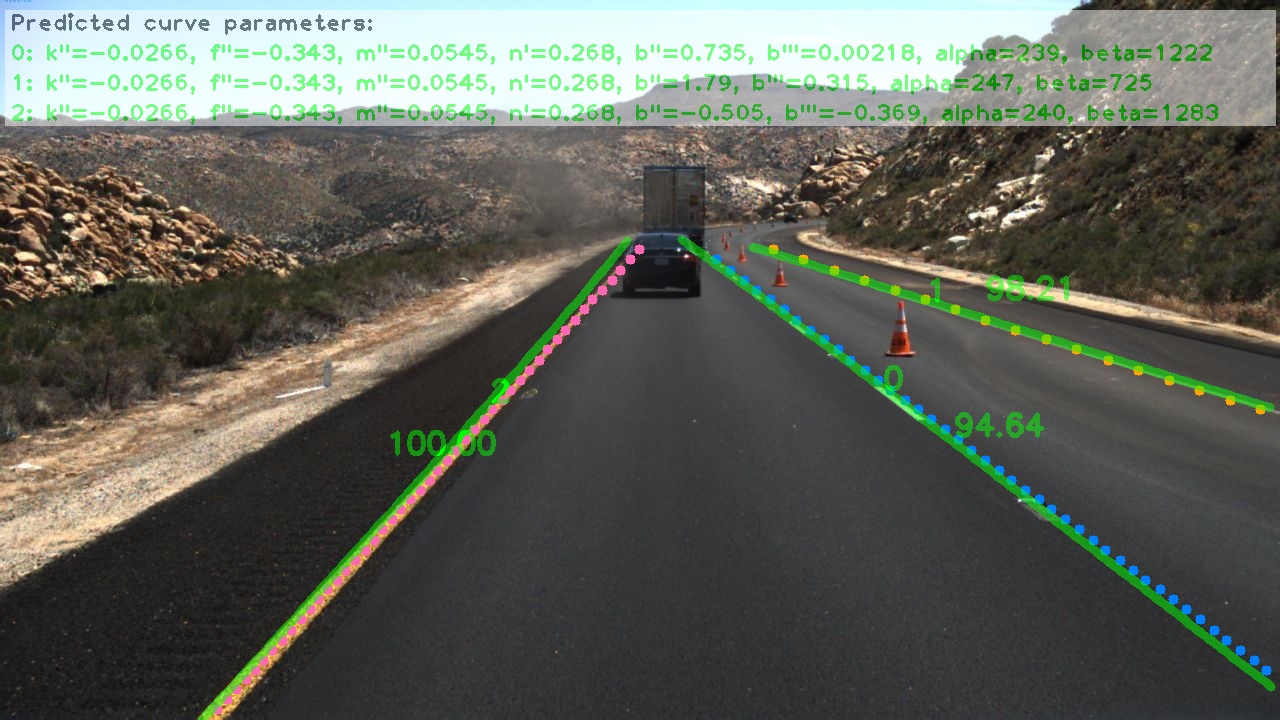 Predicted curve parameters:
0: k''=-0.0266, f''=-0.343, m''=0.0545, n'=0.268, b''=0.735, b'''=0.00218, alpha=239, beta=1222
1: k''=-0.0266, f''=-0.343, m''=0.0545, n'=0.268, b''=1.79, b'''=0.315, alpha=247, beta=725
2: k''=-0.0266, f''=-0.343, m''=0.0545, n'=0.268, b''=-0.505, b'''=-0.369, alpha=240, beta=1283
1 98.21
0
94.64
2
100.00